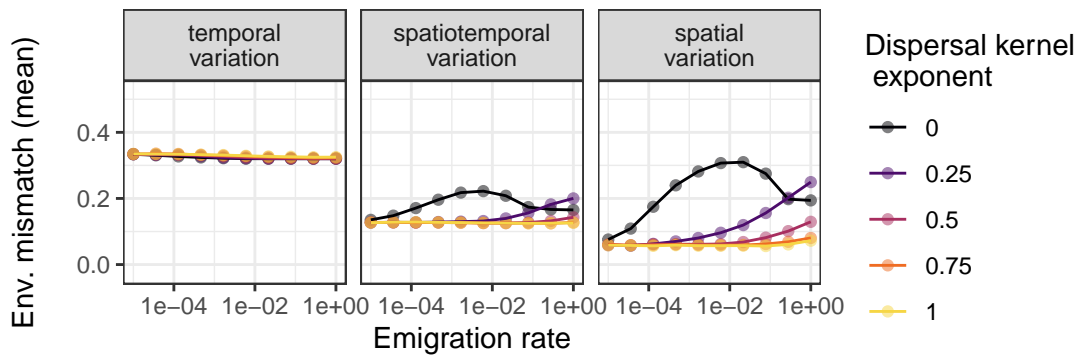 temporal
variation
spatiotemporal
variation
spatial
variation
Env. mismatch (mean)
0.4
0.2
0.0
1e−04 1e−02 1e+00
1e−04 1e−02 1e+00
1e−04 1e−02 1e+00
Emigration rate
Dispersal kernel
exponent
0
0.25
0.5
0.75
1